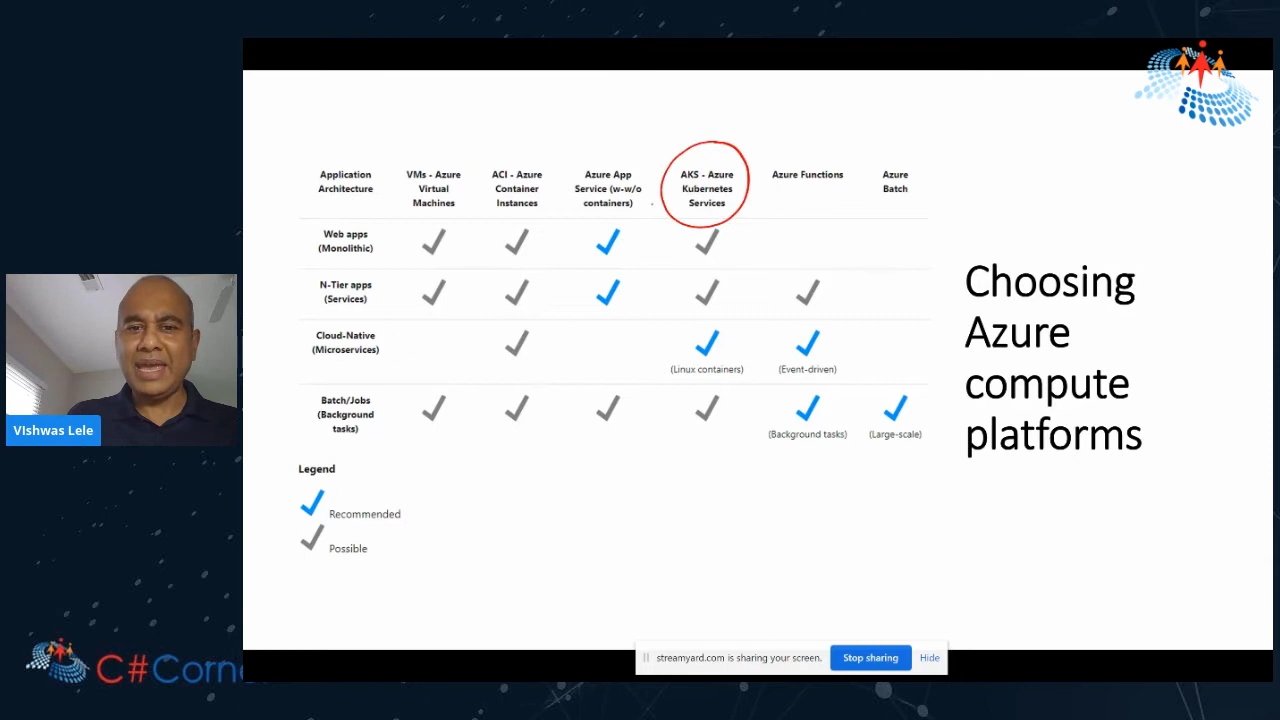 Application
Architecture
VMs - Azure
Virtual
Machines
ACI - Azure
Container
Instances
Azure App
Service (w-w/o
containers)
AKS - Azure
Kubernetes
Services
Azure Functions
Azure
Batch
Web apps
(Monolithic)
N-Tier apps
(Services)
Cloud-Native
(Microservices)
(Linux containers)
(Event-driven)
Batch/Jobs
(Background
tasks)
(Background tasks)
(Large-scale)
Legend
Recommended
Possible
Choosing
Azure
compute
platforms
VIshwas Lele
C#Corne
streamyard.com is sharing your screen.
Stop sharing
Hide